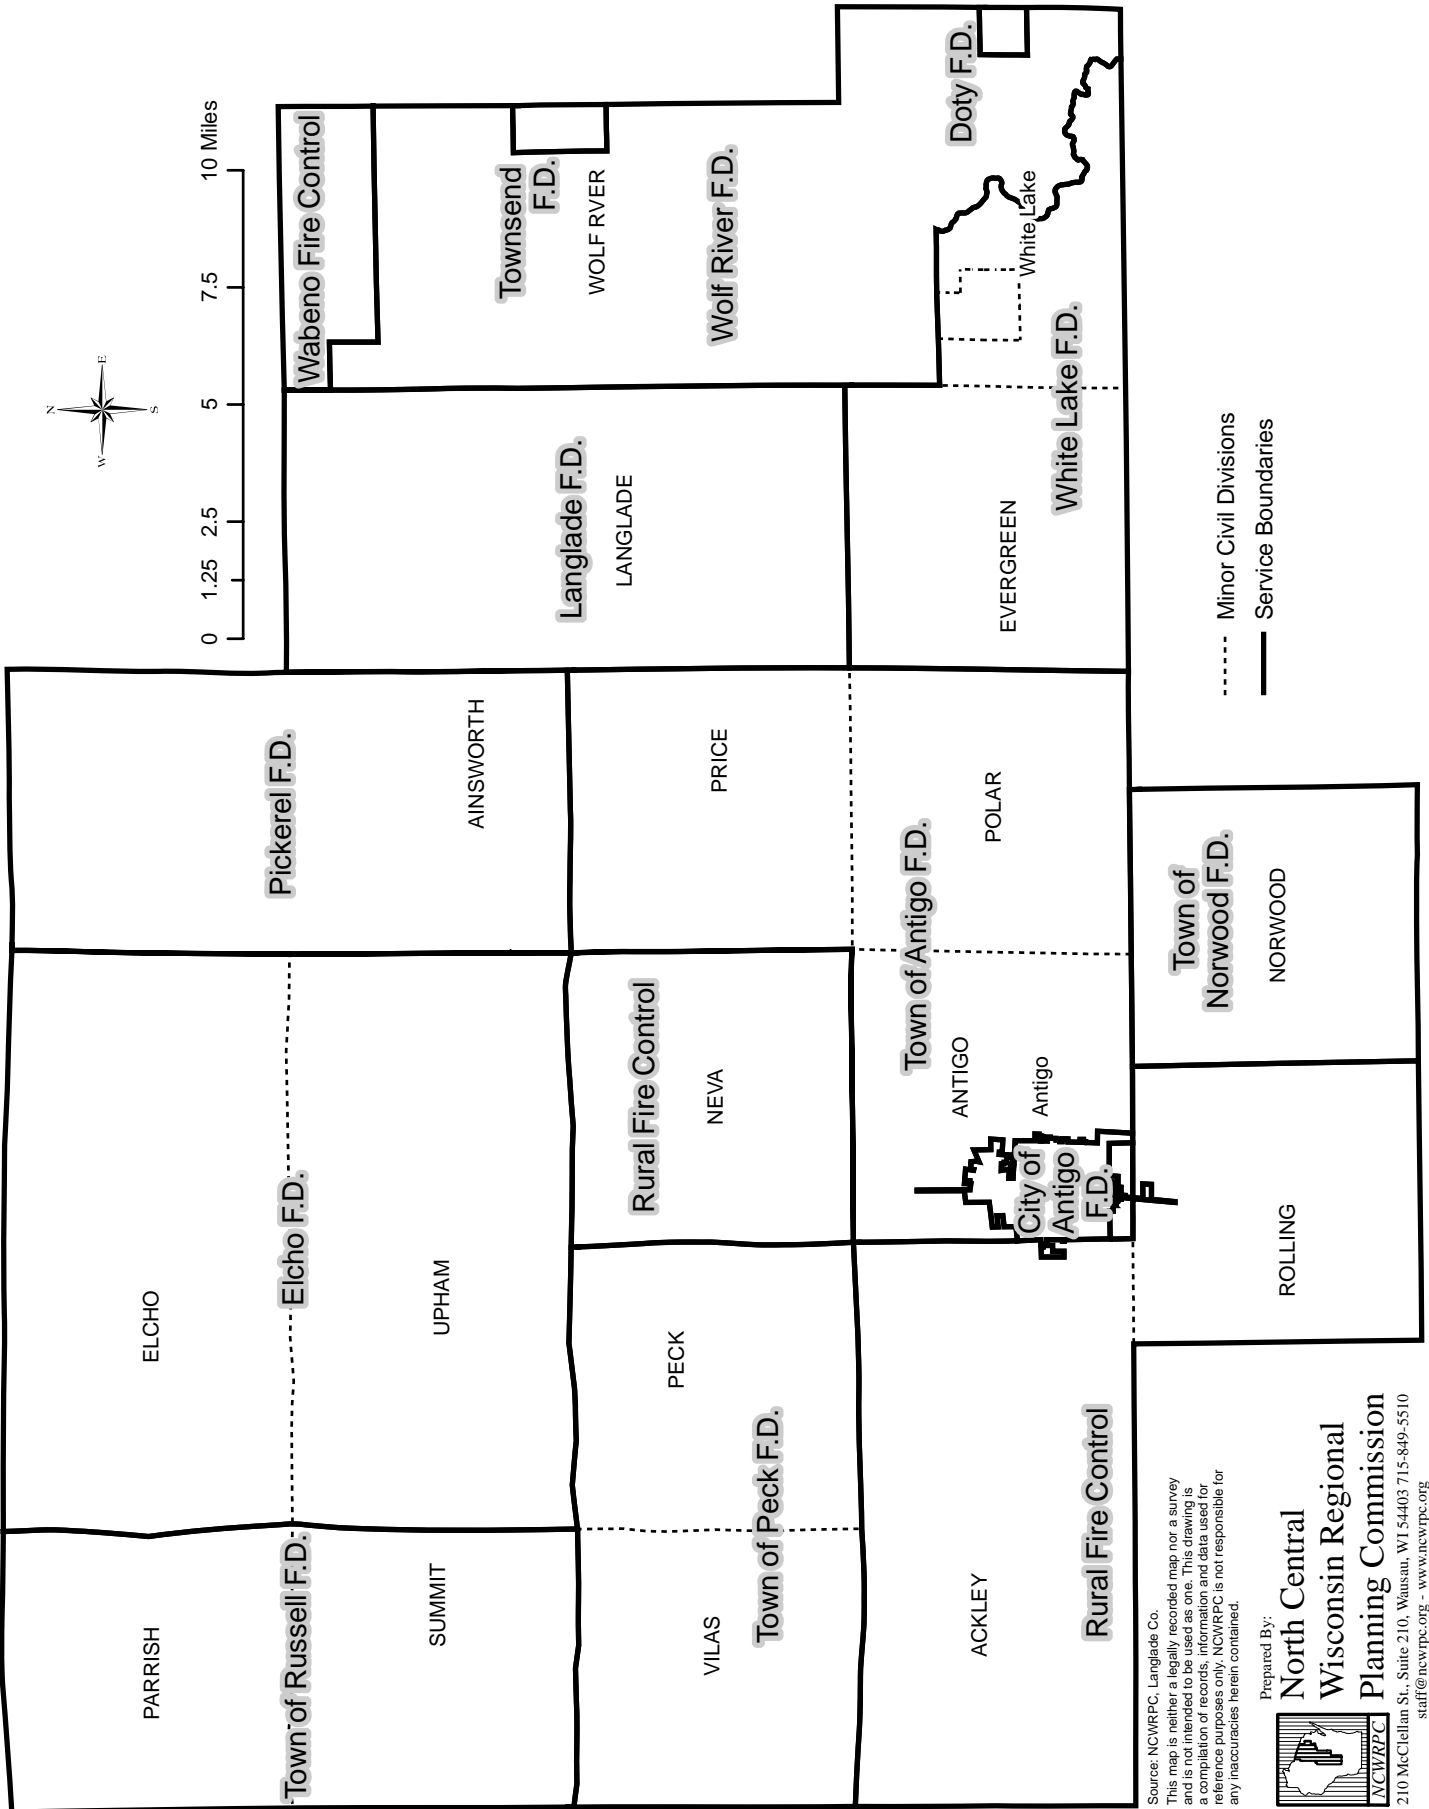 N
W
E
S
0 1.25 2.5 5 7.5 10 Miles
PARRISH
ELCHO
Town of Russell F.D.
Elcho F.D.
Pickerel F.D.
Wabeno Fire Control
SUMMIT
UPHAM
AINSWORTH
Townsend
F.D.
WOLF RVER
Langlade F.D.
LANGLADE
Rural Fire Control
PECK
NEVA
PRICE
Wolf River F.D.
VILAS
Town of Peck F.D.
Town of Antigo F.D.
Doty F.D.
ACKLEY
ANTIGO
POLAR
EVERGREEN
White Lake
White Lake F.D.
Antigo
City of
Antigo
F.D.
Rural Fire Control
Town of
Norwood F.D.
NORWOOD
ROLLING
Minor Civil Divisions
Service Boundaries
Source: NCWRPC, Langlade Co.
This map is neither a legally recorded map nor a survey
and is not intended to be used as one. This drawing is
a compilation of records, information and data used for
reference purposes only. NCWRPC is not responsible for
any inaccuracies herein contained.
Prepared By:
North Central
Wisconsin Regional
Planning Commission
NCWRPC
210 McClellan St., Suite 210, Wausau, WI 54403 715-849-5510
staff@ncwrpc.org - www.ncwrpc.org